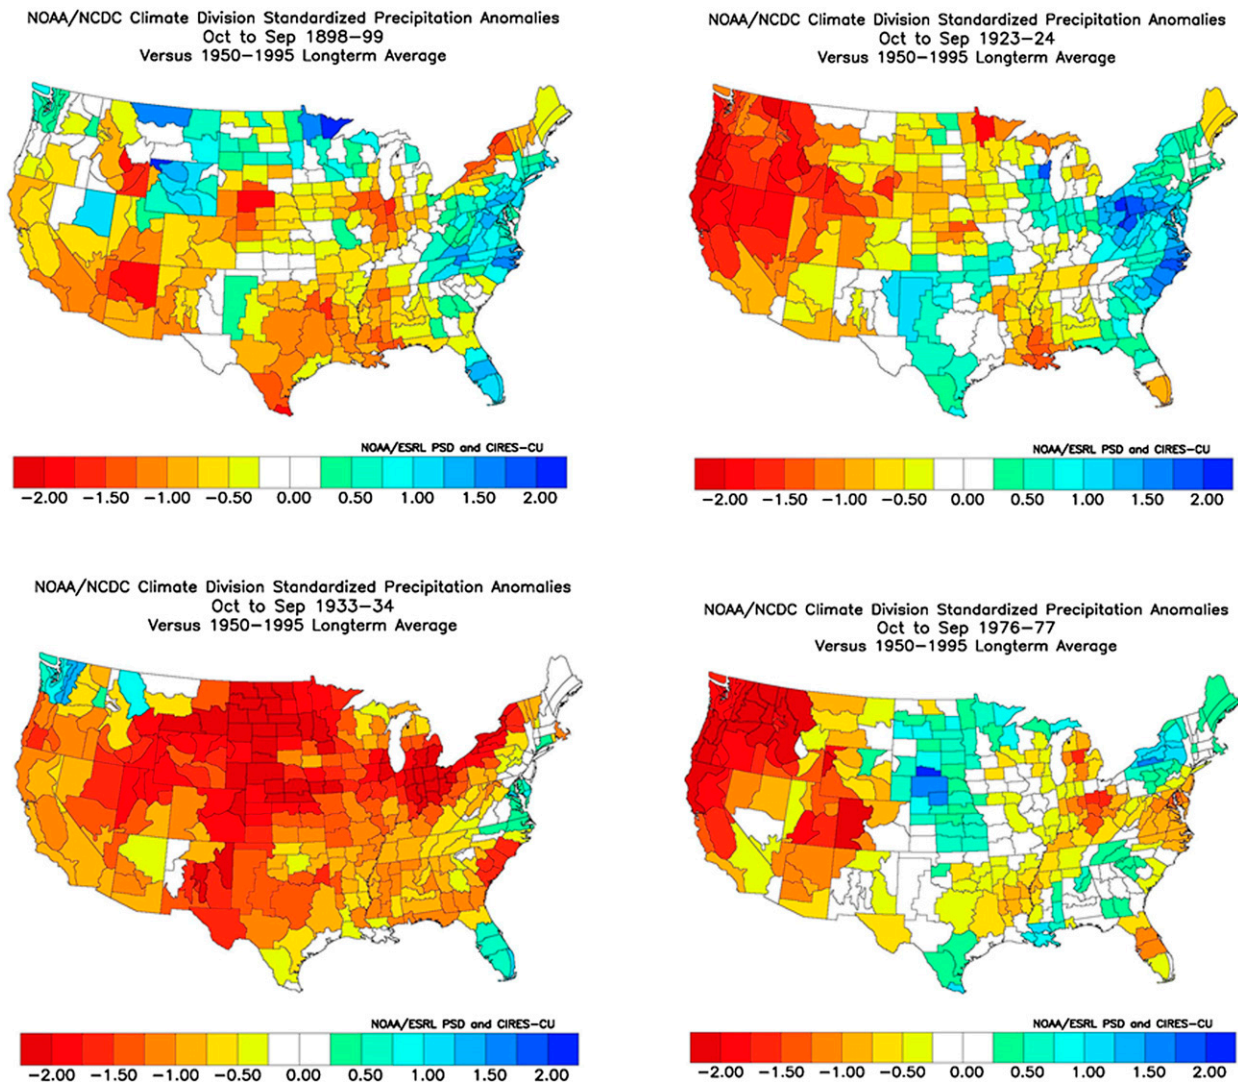 NOAA/NCDC Climate Division Standardized Precipitation Anomalies
Oct to Sep 1898-99
Versus 1950-1995 Longterm Average
NOAA/ESRL PSD and CIRES-CU
-2.00 -1.50 -1.00 -0.50 0.00 0.50 1.00 1.50 2.00
NOAA/NCDC Climate Division Standardized Precipitation Anomalies
Oct to Sep 1923-24
Versus 1950-1995 Longterm Average
NOAA/ESRL PSD and CIRES-CU
-2.00 -1.50 -1.00 -0.50 0.00 0.50 1.00 1.50 2.00
NOAA/NCDC Climate Division Standardized Precipitation Anomalies
Oct to Sep 1933-34
Versus 1950-1995 Longterm Average
NOAA/ESRL PSD and CIRES-CU
-2.00 -1.50 -1.00 -0.50 0.00 0.50 1.00 1.50 2.00
NOAA/NCDC Climate Division Standardized Precipitation Anomalies
Oct to Sep 1976-77
Versus 1950-1995 Longterm Average
NOAA/ESRL PSD and CIRES-CU
-2.00 -1.50 -1.00 -0.50 0.00 0.50 1.00 1.50 2.00